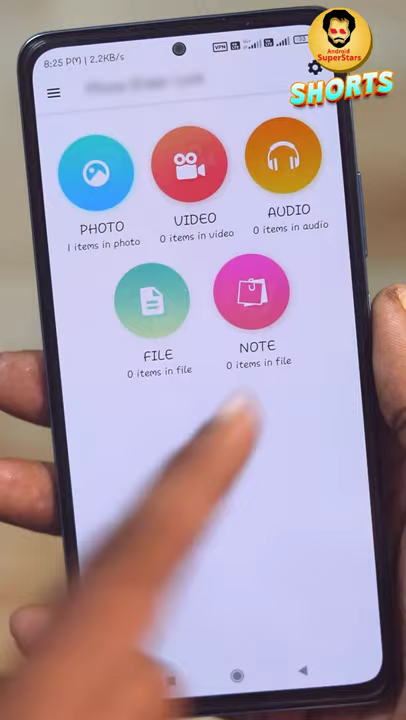 Android
SuperStars
SHORTS
8:25 PM | 2.2KB/s
VPN
PHOTO
1 items in photo
VIDEO
0 items in video
AUDIO
0 items in audio
FILE
0 items in file
NOTE
0 items in file